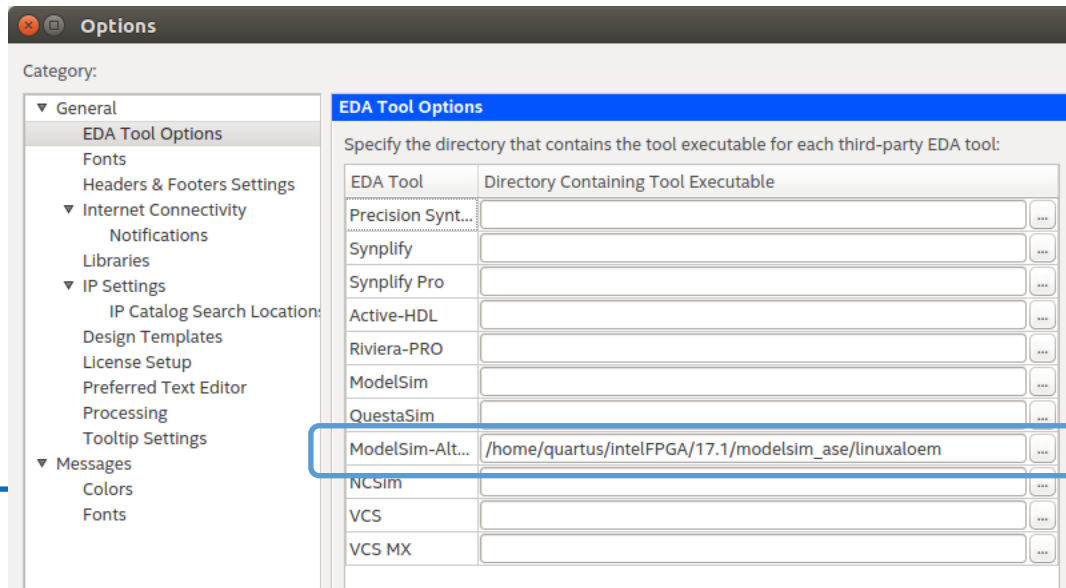 Options
Category:
General
EDA Tool Options
Fonts
Headers & Footers Settings
Internet Connectivity
Notifications
Libraries
IP Settings
IP Catalog Search Locations
Design Templates
License Setup
Preferred Text Editor
Processing
Tooltip Settings
Messages
Colors
Fonts
EDA Tool Options
Specify the directory that contains the tool executable for each third-party EDA tool:
EDA Tool Directory Containing Tool Executable
Precision Synt... ...
Synplify ...
Synplify Pro ...
Active-HDL ...
Riviera-PRO ...
ModelSim ...
QuestaSim ...
ModelSim-Alt... /home/quartus/intelFPGA/17.1/modelsim_ase/linuxaloem ...
NCSim ...
VCS ...
VCS MX ...